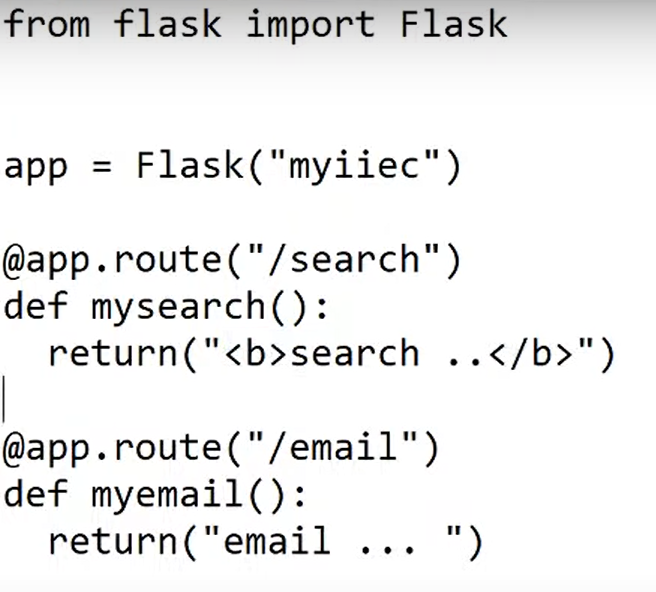 from flask import Flask
app = Flask("myiiec")
@app.route("/search")
def mysearch():
  return("<b>search ..</b>")
@app.route("/email")
def myemail():
  return("email ... ")